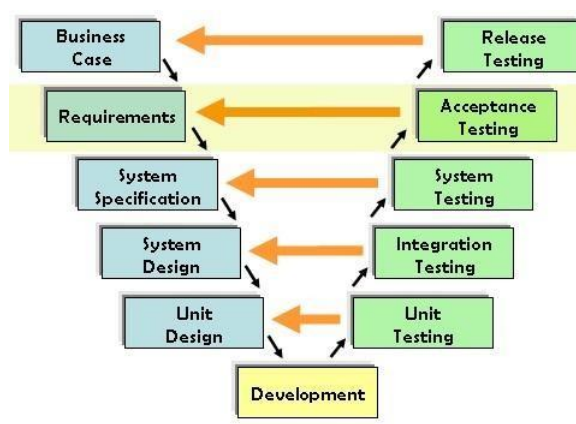 Business
Case
Release
Testing
Requirements
Acceptance
Testing
System
Specification
System
Testing
System
Design
Integration
Testing
Unit
Design
Unit
Testing
Development